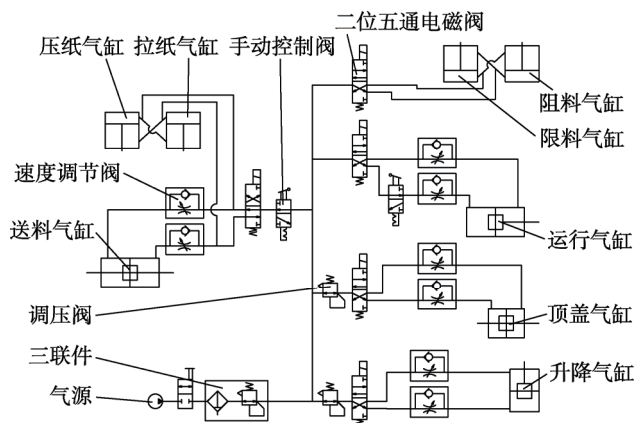 二位五通电磁阀
压纸气缸 拉纸气缸 手动控制阀
阻料气缸
限料气缸
速度调节阀
送料气缸
运行气缸
调压阀
顶盖气缸
三联件
升降气缸
气源